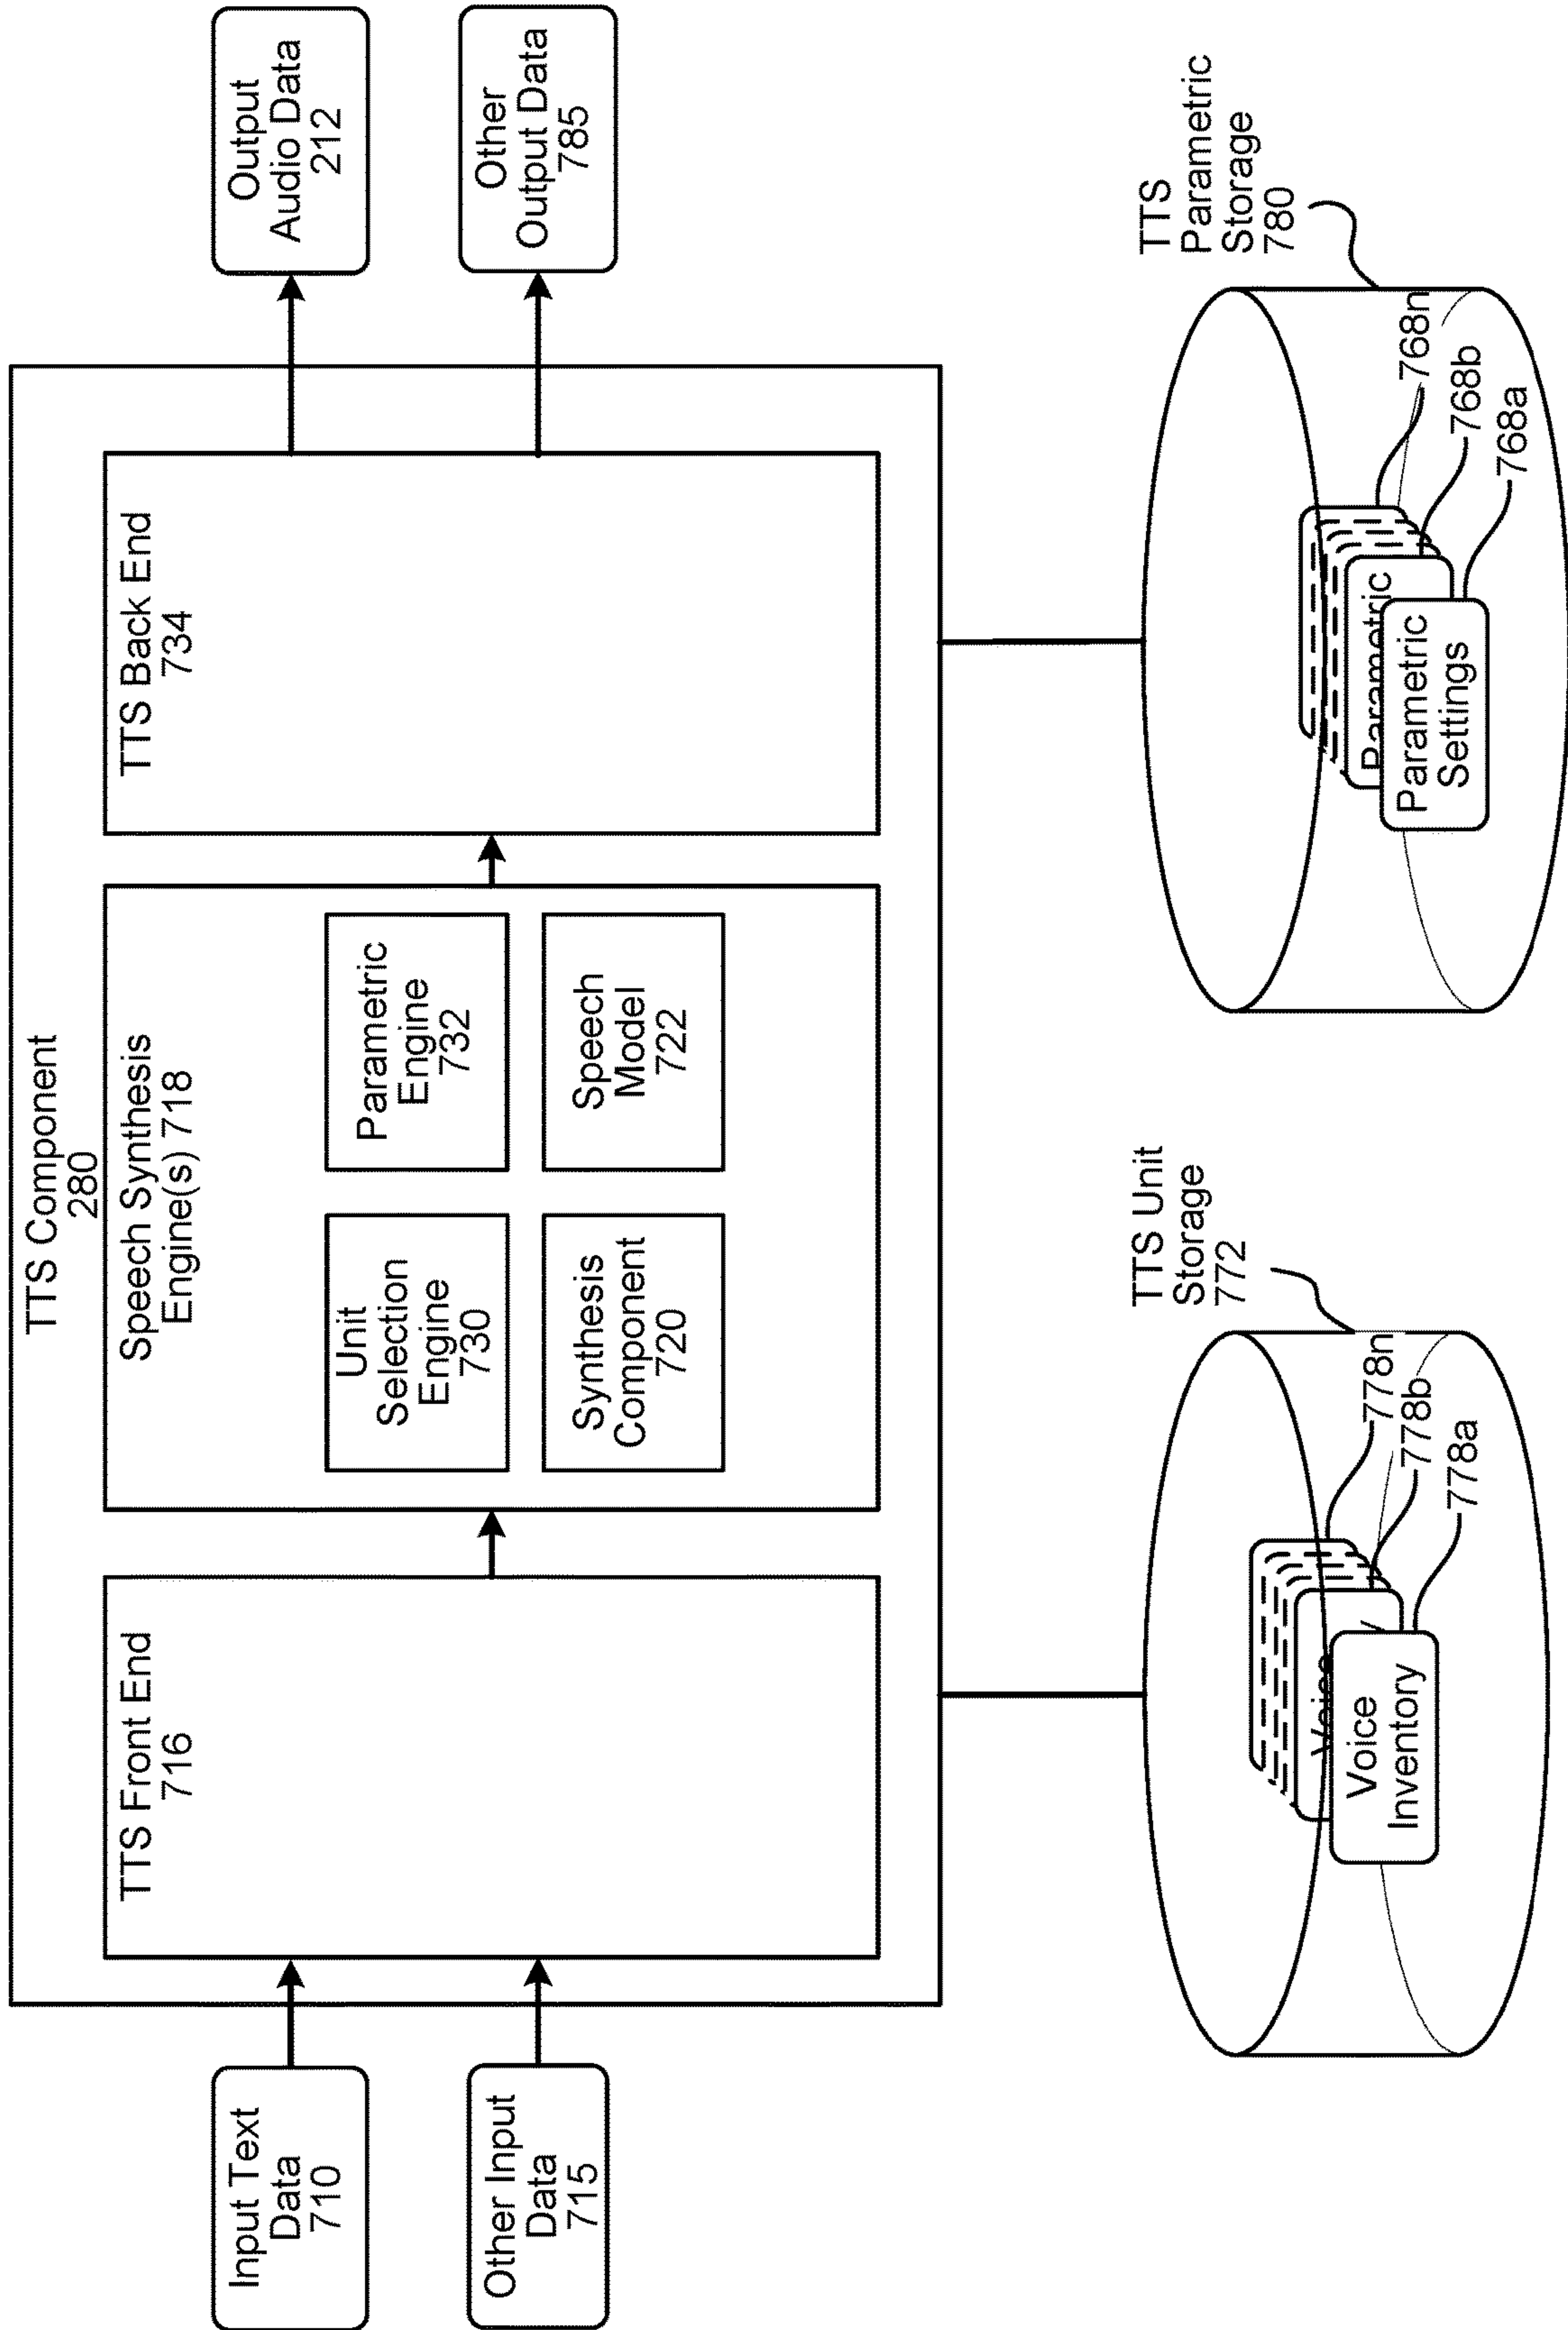 TTS Component
280
Input Text
Data
710
Other Input
Data
715
TTS Front End
716
Speech Synthesis
Engine(s) 718
Unit
Selection
Engine
730
Parametric
Engine
732
Synthesis
Component
720
Speech
Model
722
TTS Back End
734
Output
Audio Data
212
Other
Output Data
785
TTS Unit
Storage
772
Voice
Voice
Inventory
778n
778b
778a
TTS
Parametric
Storage
780
Parametric
Parametric
Settings
768n
768b
768a